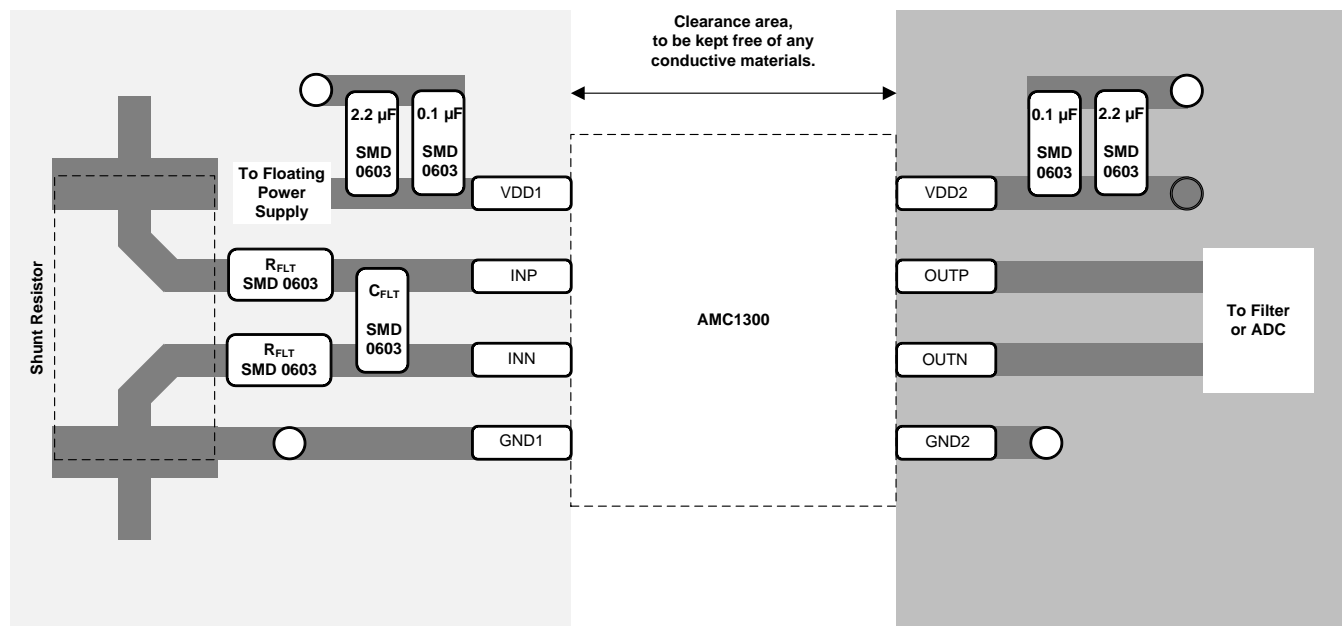 Clearance area,
to be kept free of any
conductive materials.
2.2 µF
SMD
0603
0.1 µF
SMD
0603
0.1 µF
SMD
0603
2.2 µF
SMD
0603
To Floating
Power
Supply
VDD1
VDD2
Shunt Resistor
RFLT
SMD 0603
CFLT
SMD
0603
INP
OUTP
AMC1300
To Filter
or ADC
RFLT
SMD 0603
INN
OUTN
GND1
GND2